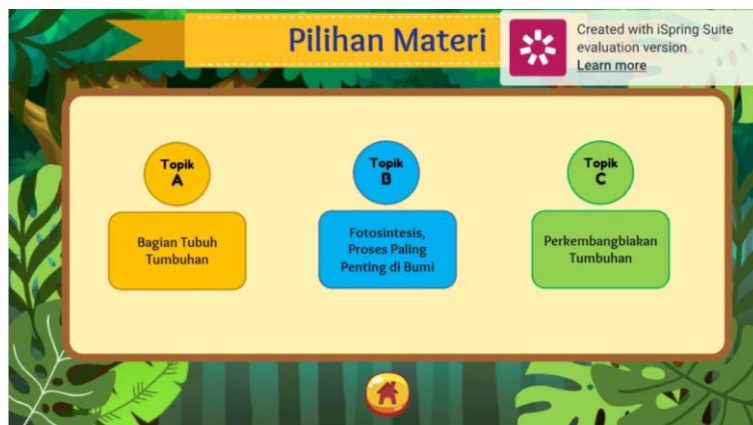 Pilihan Materi
Created with iSpring Suite
evaluation version
Learn more
Topik
A
Bagian Tubuh
Tumbuhan
Topik
B
Fotosintesis,
Proses Paling
Penting di Bumi
Topik
C
Perkembangbiakan
Tumbuhan